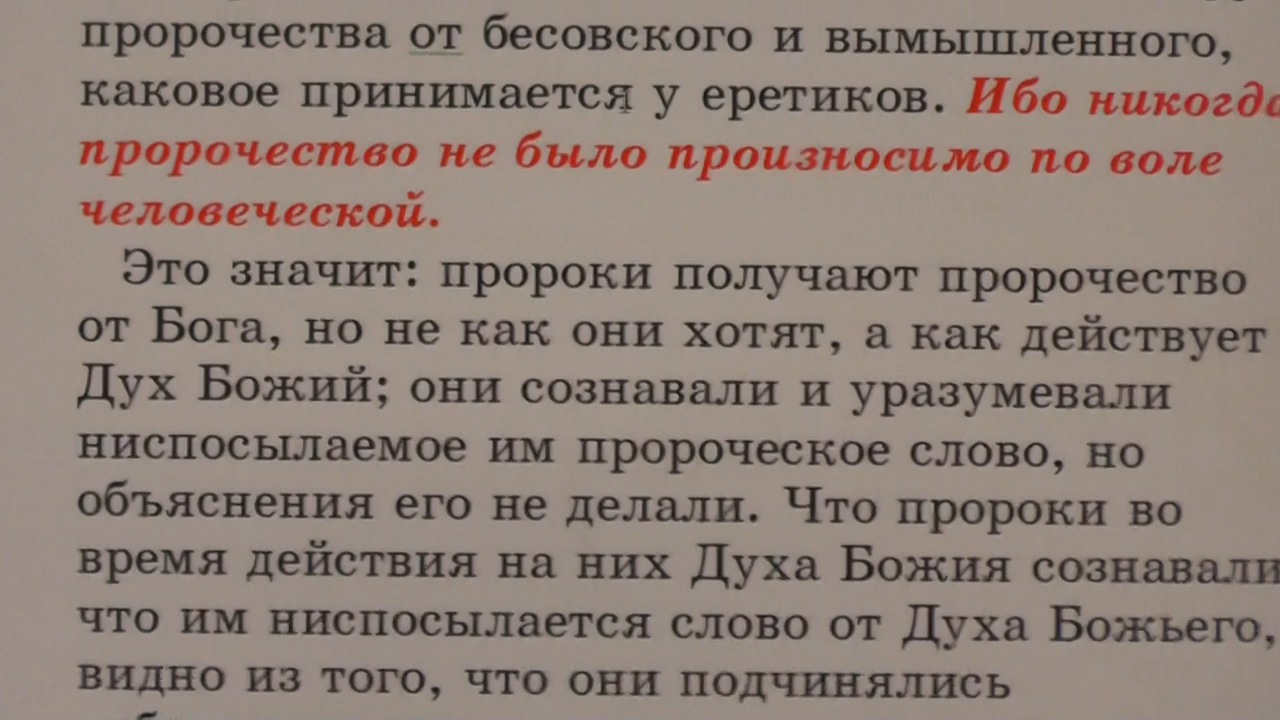 пророчества от бесовского и вымышленного,
каковое принимается у еретиков. Ибо никогда
пророчество не было произносимо по воле
человеческой.
Это значит: пророки получают пророчество
от Бога, но не как они хотят, а как действует
Дух Божий; они сознавали и уразумевали
ниспосылаемое им пророческое слово, но
объяснения его не делали. Что пророки во
время действия на них Духа Божия сознавали
что им ниспосылается слово от Духа Божьего,
видно из того, что они подчинялись